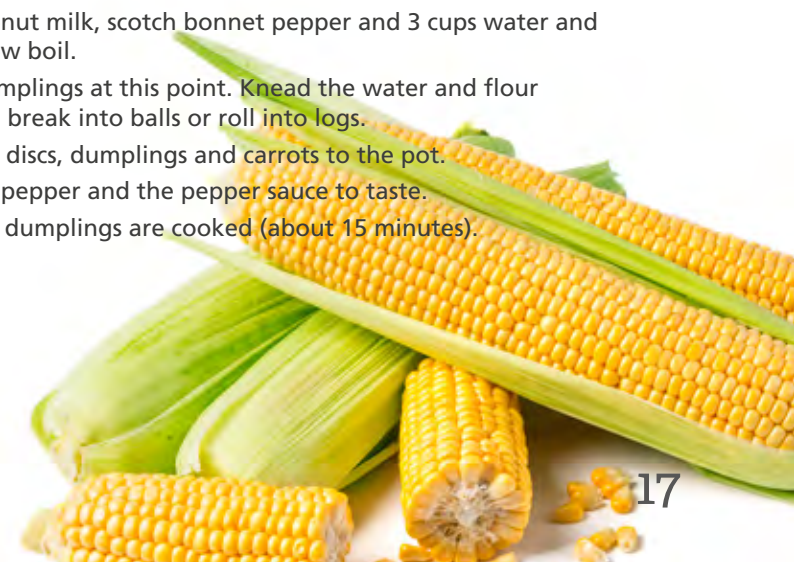 nut milk, scotch bonnet pepper and 3 cups water and
w boil.
mplings at this point. Knead the water and flour
break into balls or roll into logs.
discs, dumplings and carrots to the pot.
pepper and the pepper sauce to taste.
dumplings are cooked (about 15 minutes).
17